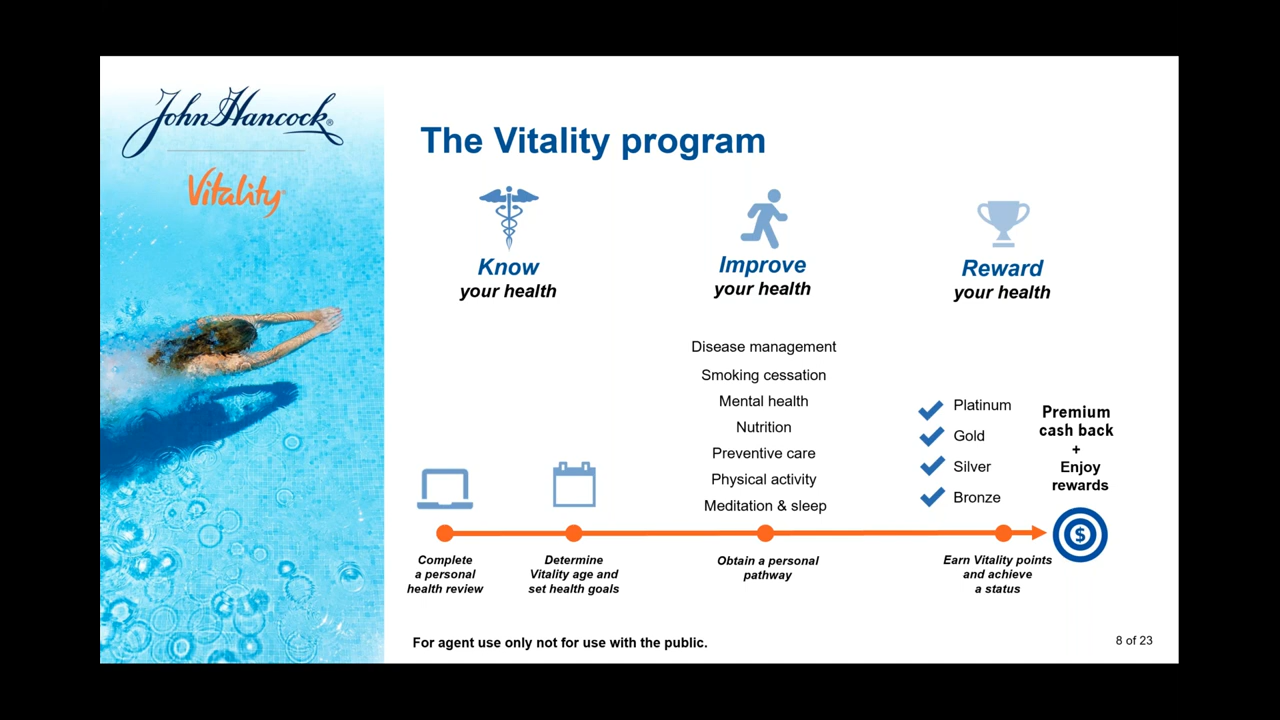 John Hancock®
Vitality®
The Vitality program
Know
your health
Improve
your health
Reward
your health
Disease management
Smoking cessation
Mental health
Nutrition
Preventive care
Physical activity
Meditation & sleep
Platinum
Gold
Silver
Bronze
Premium
cash back
+
Enjoy
rewards
$
Complete
a personal
health review
Determine
Vitality age and
set health goals
Obtain a personal
pathway
Earn Vitality points
and achieve
a status
For agent use only not for use with the public.
8 of 23